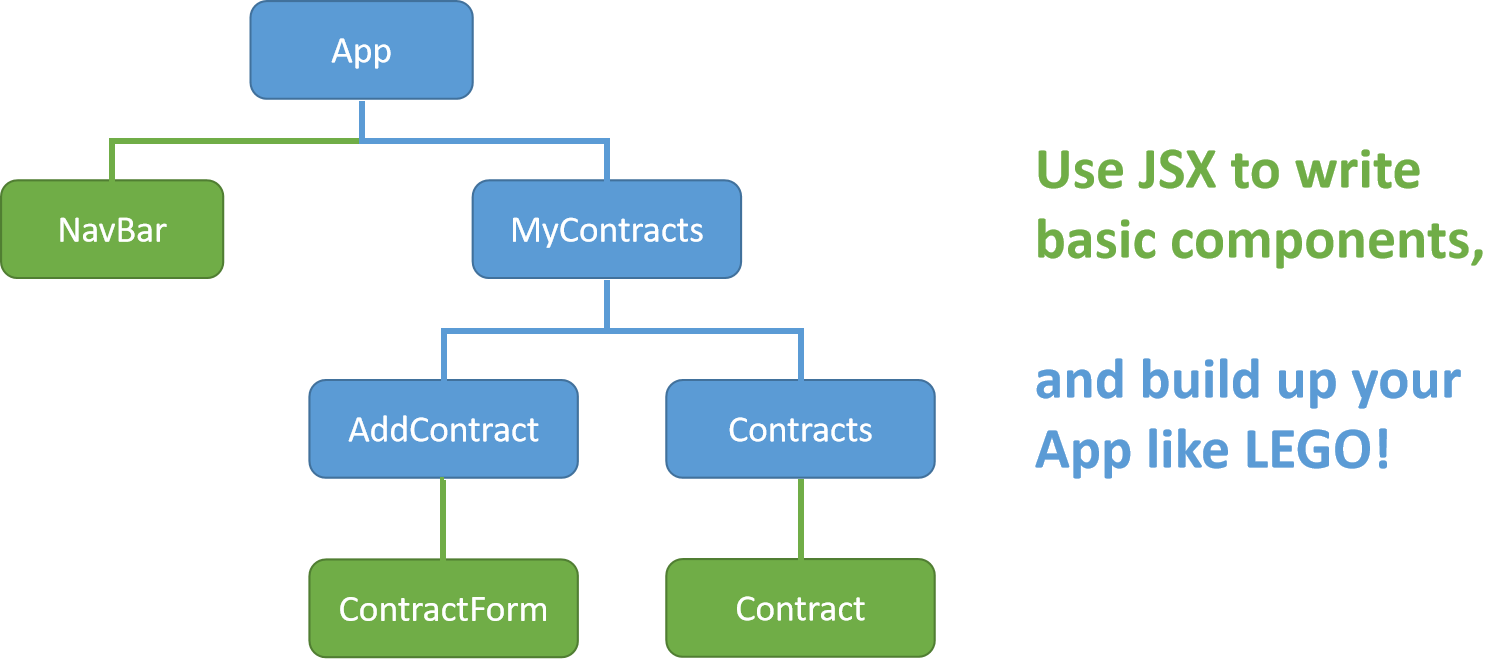 App
NavBar
MyContracts
AddContract
Contracts
ContractForm
Contract
Use JSX to write
basic components,
and build up your
App like LEGO!